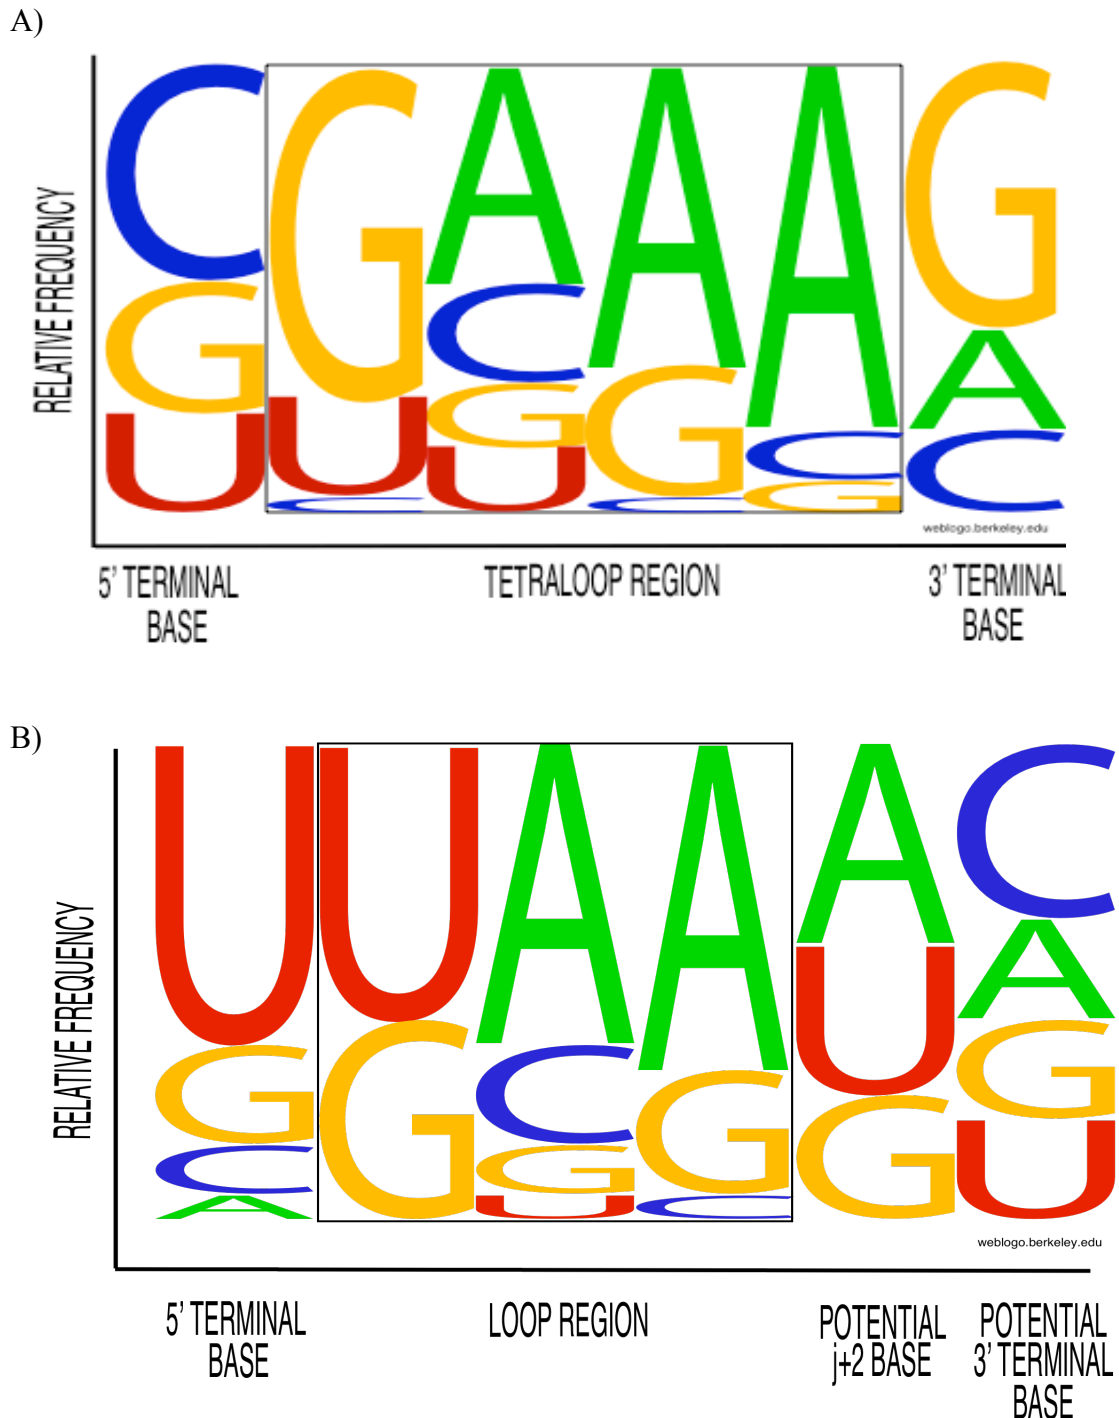 A)
RELATIVE FREQUENCY
C G A A A G
G U C G C A
U C G C G C
U
weblogo.berkeley.edu
5' TERMINAL BASE
TETRALOOP REGION
3' TERMINAL BASE
B)
RELATIVE FREQUENCY
U U A A A C
G G C G U A
C G C G G
A U U
weblogo.berkeley.edu
5' TERMINAL
BASE
LOOP REGION
POTENTIAL
j+2 BASE
POTENTIAL
3' TERMINAL
BASE